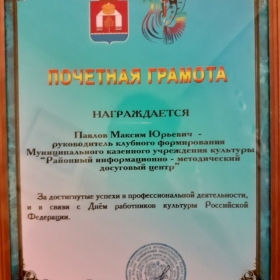 ПОЧЕТНАЯ ГРАМОТА
НАГРАЖДАЕТСЯ
Павлов Максим Юрьевич -
руководитель клубного формирования
Муниципального казенного учреждения культуры
"Районный информационно - методический
досуговый центр"
За достигнутые успехи в профессиональной деятельности,
и в связи с Днём работников культуры Российской
Федерации.